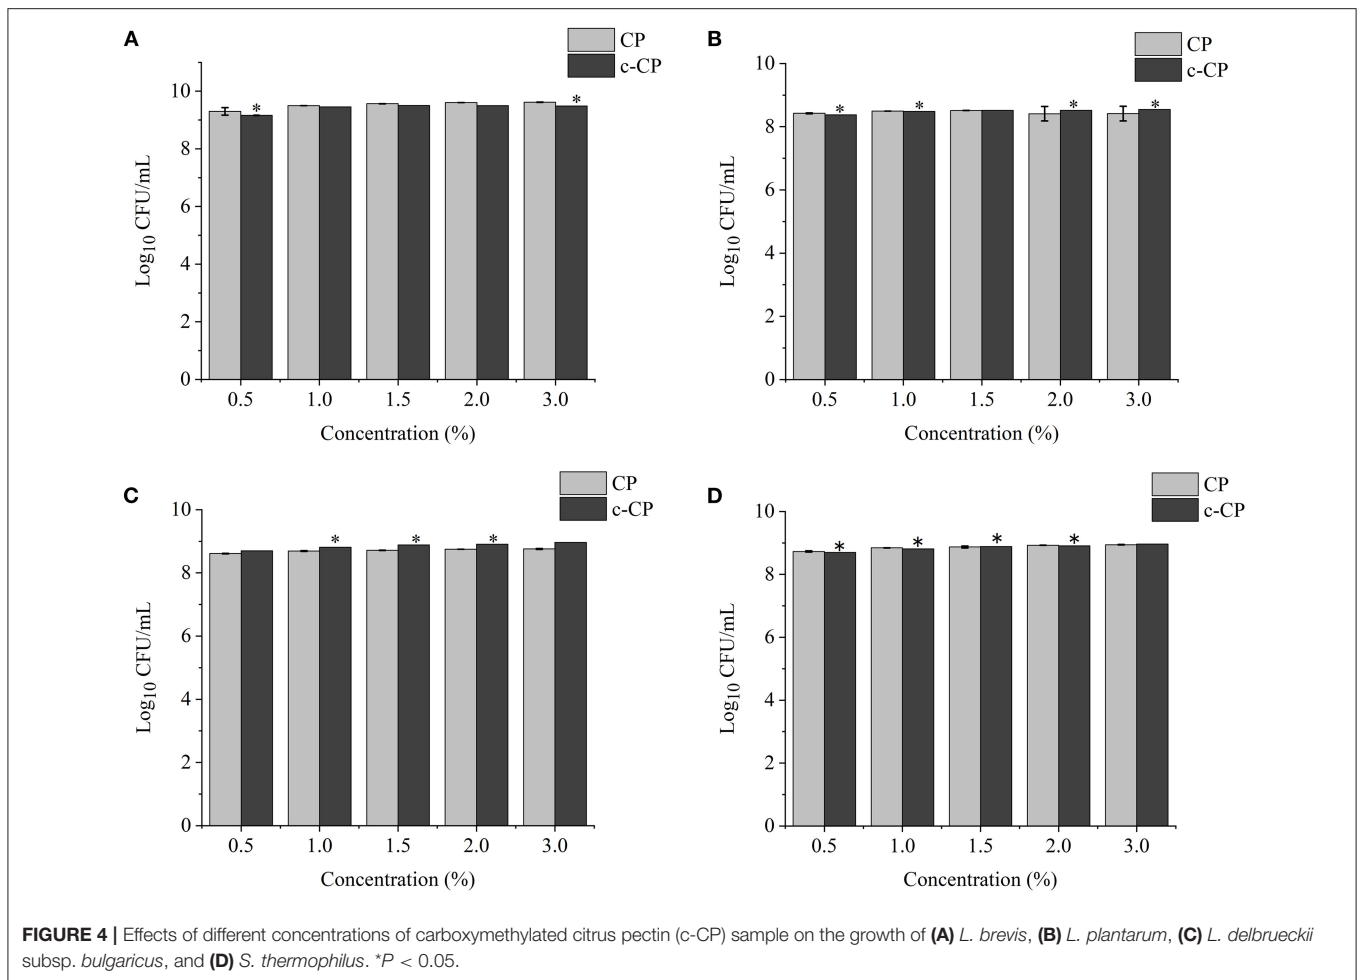 A
CP
c-CP
Log10 CFU/mL
10
8
6
4
2
0
* *
0.5 1.0 1.5 2.0 3.0
Concentration (%)
B
CP
c-CP
Log10 CFU/mL
10
8
6
4
2
0
* * * *
0.5 1.0 1.5 2.0 3.0
Concentration (%)
C
CP
c-CP
Log10 CFU/mL
10
8
6
4
2
0
* * *
0.5 1.0 1.5 2.0 3.0
Concentration (%)
D
CP
c-CP
Log10 CFU/mL
10
8
6
4
2
0
* * * *
0.5 1.0 1.5 2.0 3.0
Concentration (%)
FIGURE 4 | Effects of different concentrations of carboxymethylated citrus pectin (c-CP) sample on the growth of (A) L. brevis, (B) L. plantarum, (C) L. delbrueckii
subsp. bulgaricus, and (D) S. thermophilus. *P < 0.05.